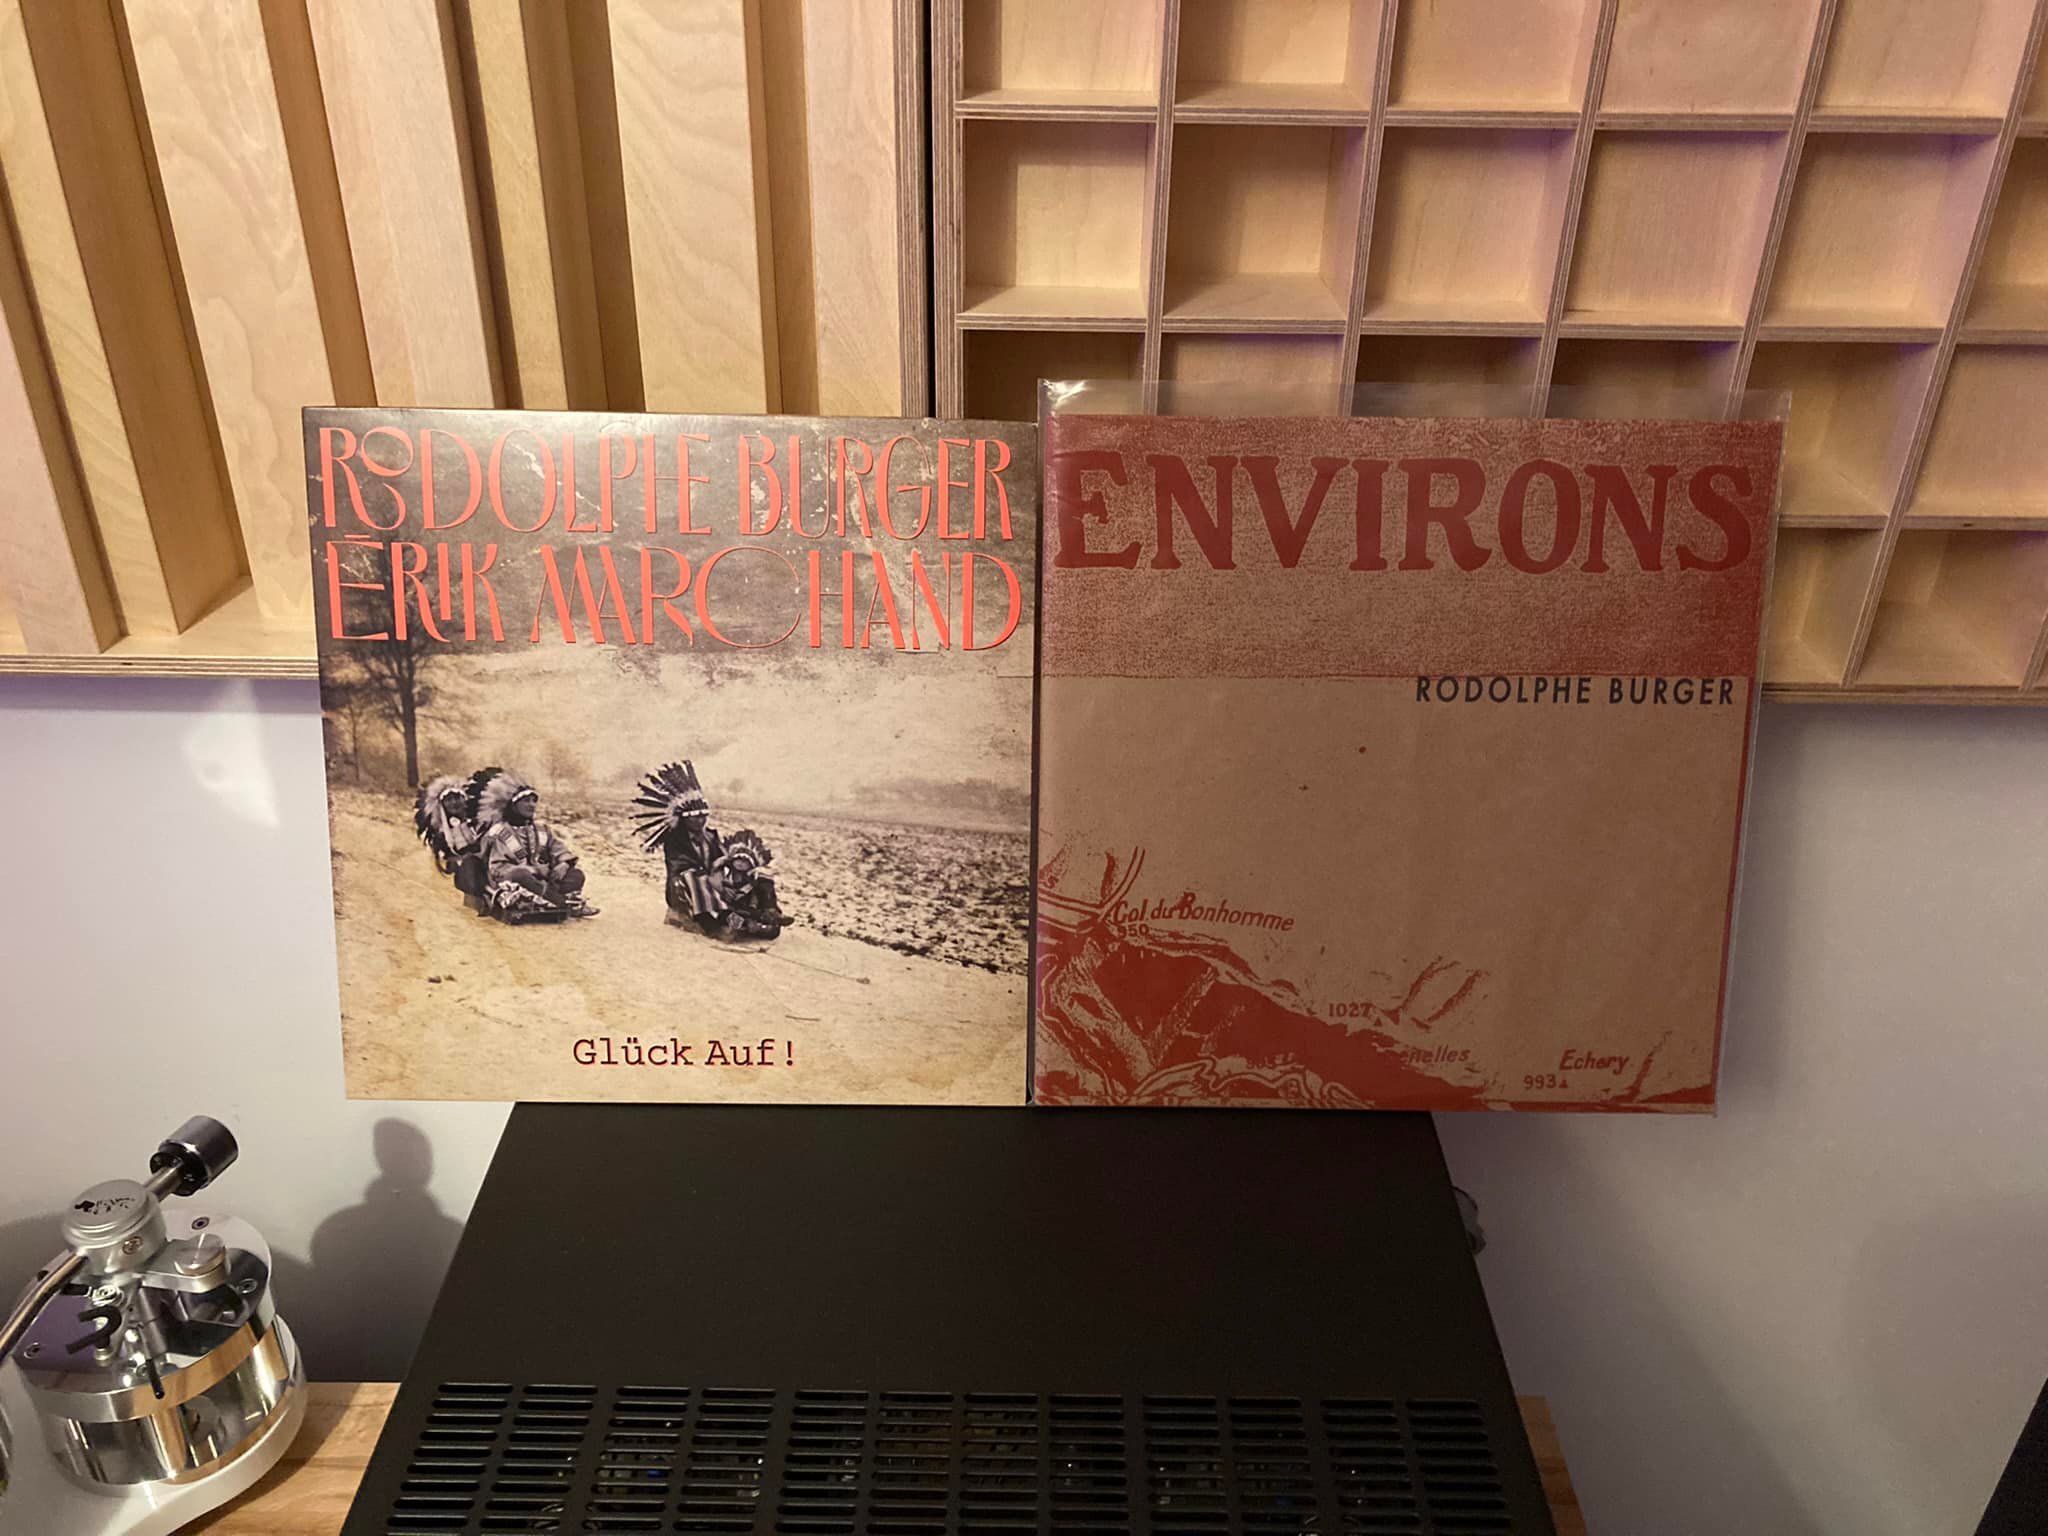 RODOLPHE BURGER
ÉRIK MARCHAND
Glück Auf!
ENVIRONS
RODOLPHE BURGER
Col du Bonhomme
950
1027
Echery
993